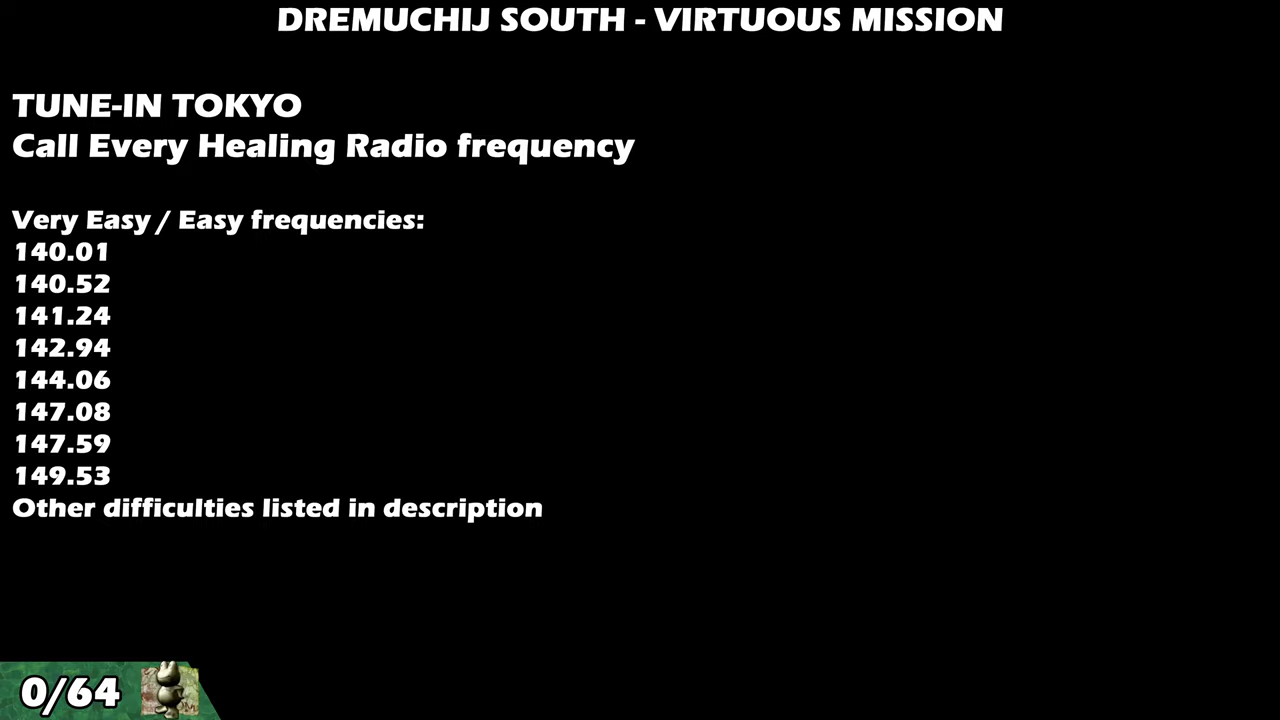 DREMUCHIJ SOUTH - VIRTUOUS MISSION
TUNE-IN TOKYO
Call Every Healing Radio frequency
Very Easy / Easy frequencies:
140.01
140.52
141.24
142.94
144.06
147.08
147.59
149.53
Other difficulties listed in description
0/64